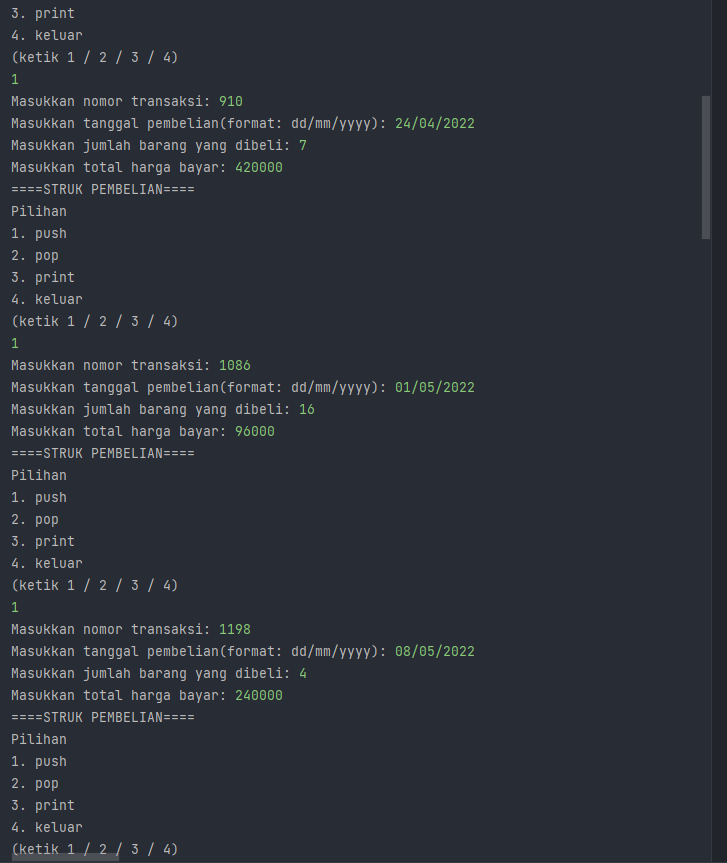 3. print
4. keluar
(ketik 1 / 2 / 3 / 4)
1
Masukkan nomor transaksi: 910
Masukkan tanggal pembelian(format: dd/mm/yyyy): 24/04/2022
Masukkan jumlah barang yang dibeli: 7
Masukkan total harga bayar: 420000
====STRUK PEMBELIAN====
Pilihan
1. push
2. pop
3. print
4. keluar
(ketik 1 / 2 / 3 / 4)
1
Masukkan nomor transaksi: 1086
Masukkan tanggal pembelian(format: dd/mm/yyyy): 01/05/2022
Masukkan jumlah barang yang dibeli: 16
Masukkan total harga bayar: 96000
====STRUK PEMBELIAN====
Pilihan
1. push
2. pop
3. print
4. keluar
(ketik 1 / 2 / 3 / 4)
1
Masukkan nomor transaksi: 1198
Masukkan tanggal pembelian(format: dd/mm/yyyy): 08/05/2022
Masukkan jumlah barang yang dibeli: 4
Masukkan total harga bayar: 240000
====STRUK PEMBELIAN====
Pilihan
1. push
2. pop
3. print
4. keluar
(ketik 1 / 2 / 3 / 4)